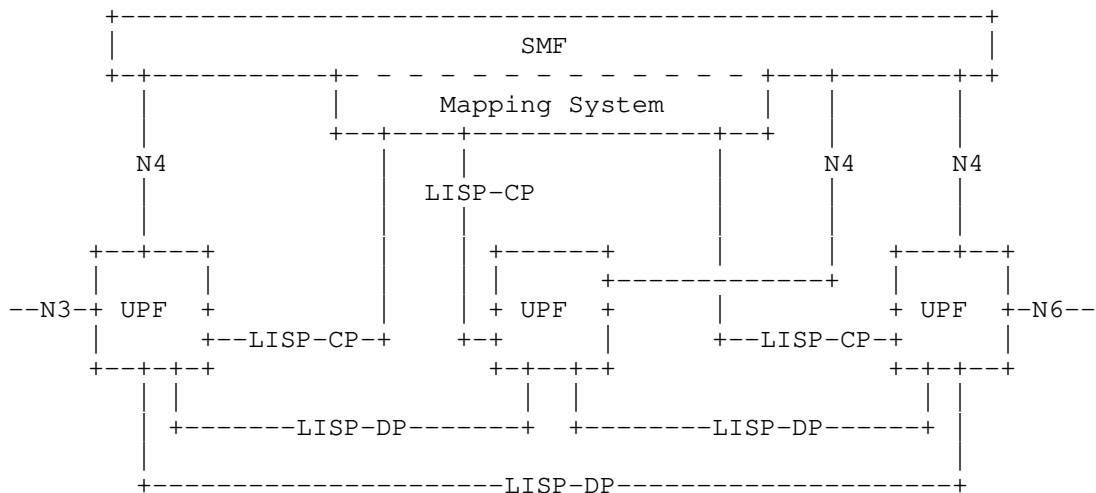 SMF
Mapping System
N4 N4 N4
LISP-CP
--N3-+ UPF + + UPF + + UPF +-N6--
+--LISP-CP-+ +--LISP-CP-+
+-------LISP-DP-------+ +-------LISP-DP-------+
+----------------------LISP-DP---------------------+